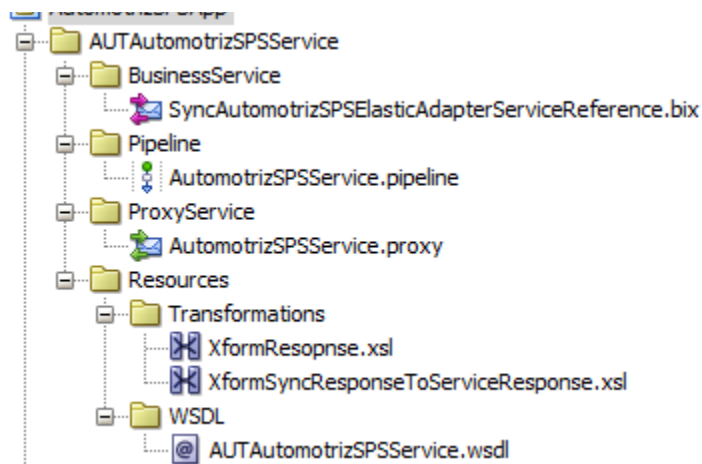 AUTAutomotrizSPSService
BusinessService
SyncAutomotrizSPSElasticAdapterServiceReference.bix
Pipeline
AutomotrizSPSService.pipeline
ProxyService
AutomotrizSPSService.proxy
Resources
Transformations
XformResopnse.xsl
XformSyncResponseToServiceResponse.xsl
WSDL
AUTAutomotrizSPSService.wsdl